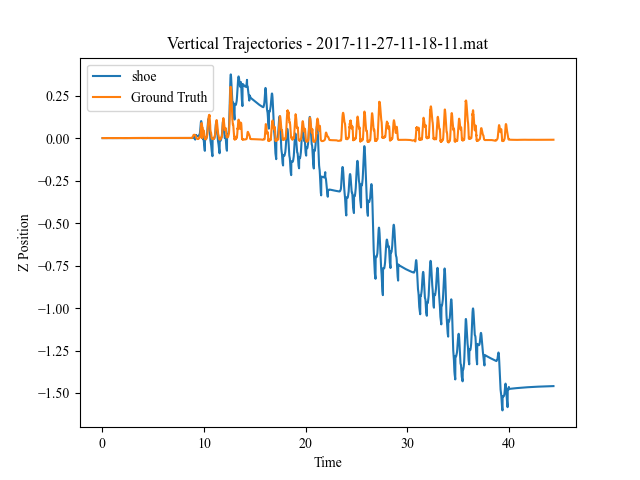 Vertical Trajectories - 2017-11-27-11-18-11.mat
shoe
Ground Truth
0.25
0.00
−0.25
−0.50
−0.75
−1.00
−1.25
−1.50
Z Position
0 10 20 30 40
Time